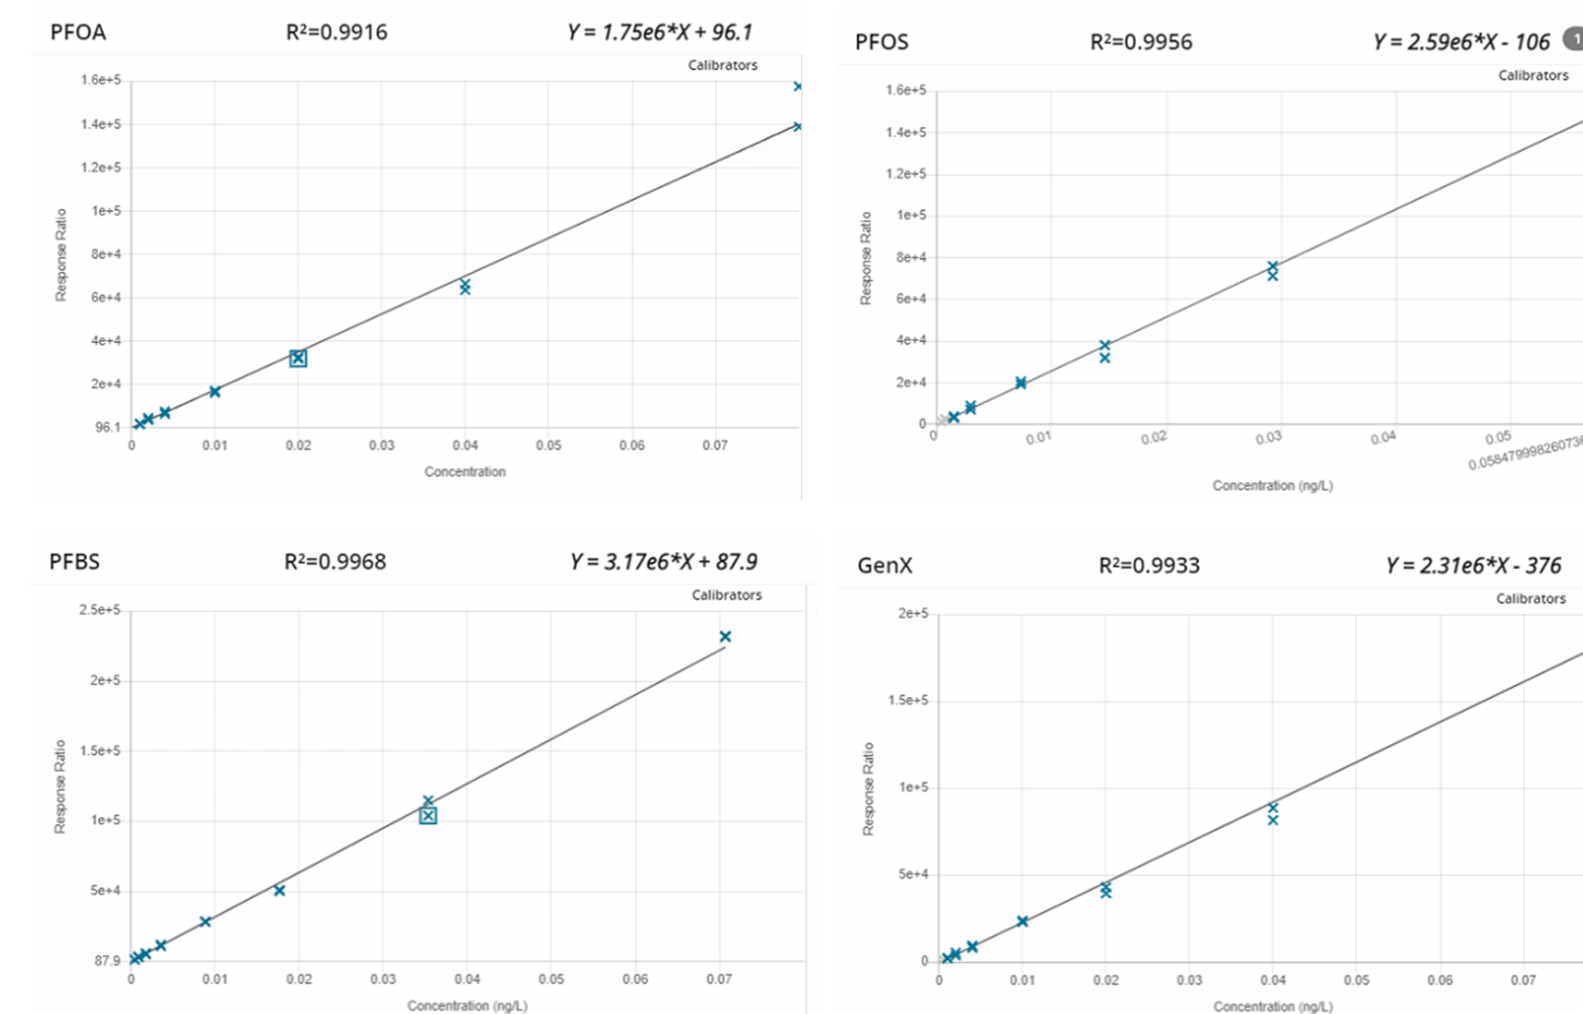 PFOA R²=0.9916 Y = 1.75e6*X + 96.1
Calibrators
1.6e+5
1.4e+5
1.2e+5
1e+5
8e+4
6e+4
4e+4
2e+4
96.1
Response Ratio
0 0.01 0.02 0.03 0.04 0.05 0.06 0.07
Concentration
PFOS R²=0.9956 Y = 2.59e6*X - 106 1
Calibrators
1.6e+5
1.4e+5
1.2e+5
1e+5
8e+4
6e+4
4e+4
2e+4
0
Response Ratio
0 0.01 0.02 0.03 0.04 0.05
Concentration (ng/L)
PFBS R²=0.9968 Y = 3.17e6*X + 87.9
Calibrators
2.5e+5
2e+5
1.5e+5
1e+5
5e+4
87.9
Response Ratio
0 0.01 0.02 0.03 0.04 0.05 0.06 0.07
Concentration (ng/L)
GenX R²=0.9933 Y = 2.31e6*X - 376
Calibrators
2e+5
1.5e+5
1e+5
5e+4
0
Response Ratio
0 0.01 0.02 0.03 0.04 0.05 0.06 0.07
Concentration (ng/L)